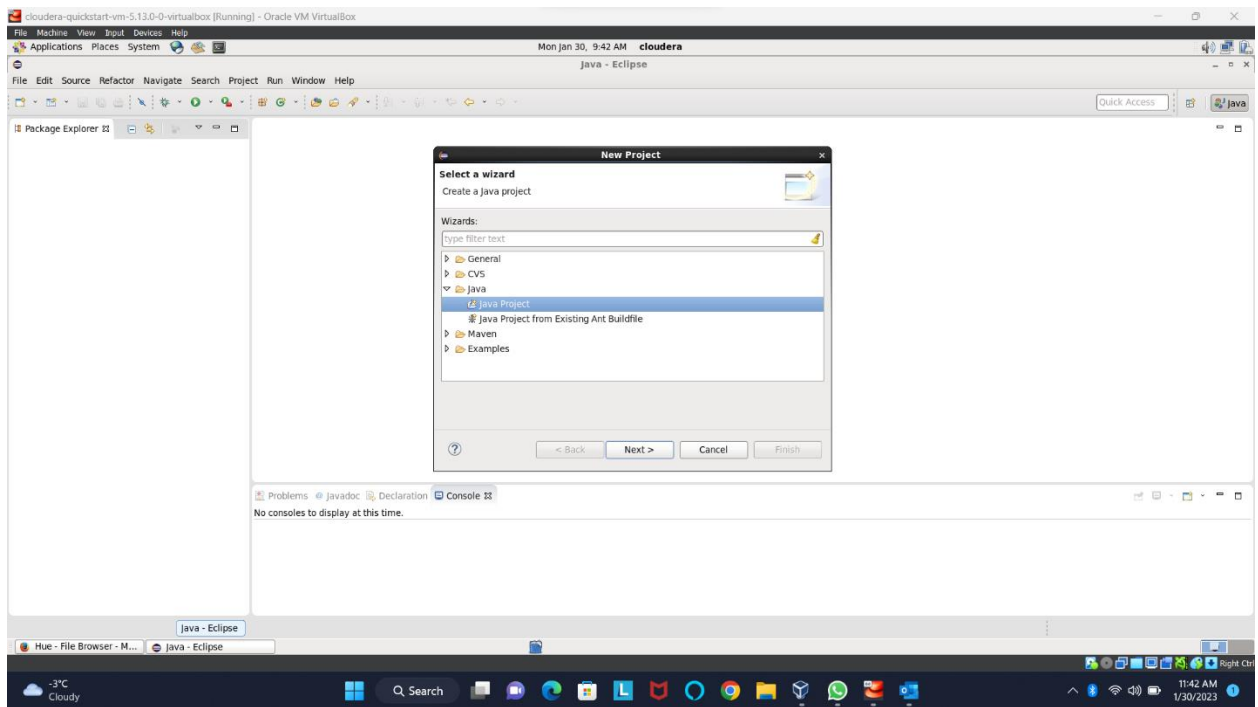 cloudera-quickstart-vm-5.13.0-0-virtualbox [Running] - Oracle VM VirtualBox
File Machine View Input Devices Help
Applications Places System Mon Jan 30, 9:42 AM cloudera
Java - Eclipse
File Edit Source Refactor Navigate Search Project Run Window Help
Quick Access Java
Package Explorer
New Project
Select a wizard
Create a Java project
Wizards:
type filter text
General
CVS
Java
Java Project
Java Project from Existing Ant Buildfile
Maven
Examples
< Back Next > Cancel Finish
Problems Javadoc Declaration Console
No consoles to display at this time.
Java - Eclipse
Hue - File Browser - M... Java - Eclipse
Right Ctrl
-3°C
Cloudy
Search
11:42 AM
1/30/2023
1